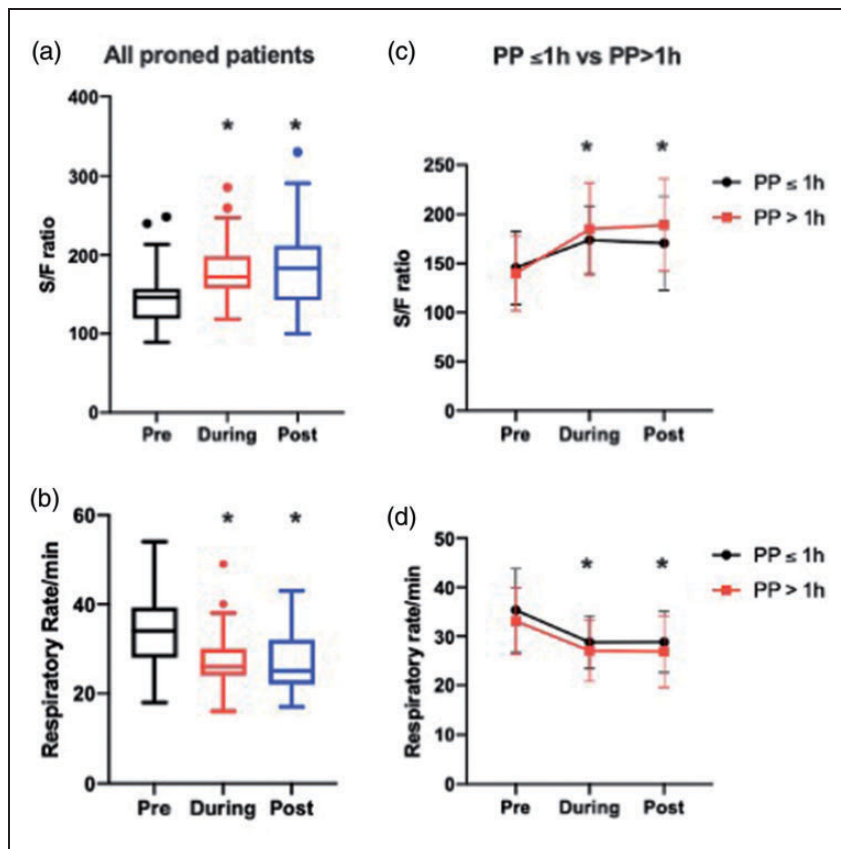 (a)
All proned patients
400
300
200
100
0
S/F ratio
* *
Pre During Post
(c)
PP ≤1h vs PP>1h
250
200
150
100
50
0
S/F ratio
* *
Pre During Post
PP ≤ 1h
PP > 1h
(b)
60
40
20
0
Respiratory Rate/min
* *
Pre During Post
(d)
50
40
30
20
10
0
Respiratory rate/min
* *
Pre During Post
PP ≤ 1h
PP > 1h